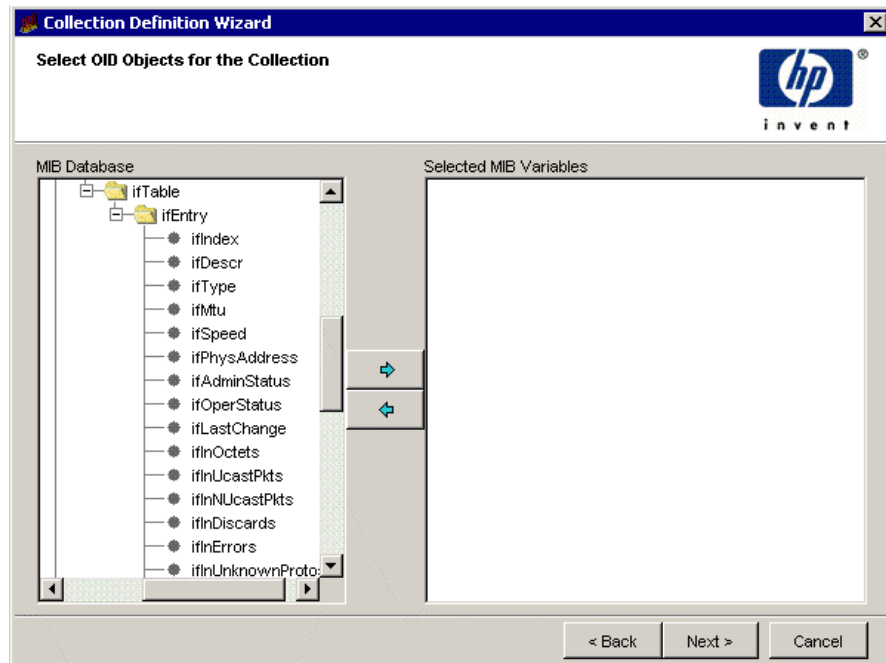 Collection Definition Wizard
Select OID Objects for the Collection
hp
®
invent
MIB Database
Selected MIB Variables
ifTable
ifEntry
ifIndex
ifDescr
ifType
ifMtu
ifSpeed
ifPhysAddress
ifAdminStatus
ifOperStatus
ifLastChange
ifInOctets
ifInUcastPkts
ifInNUcastPkts
ifInDiscards
ifInErrors
ifInUnknownProtos
< Back
Next >
Cancel